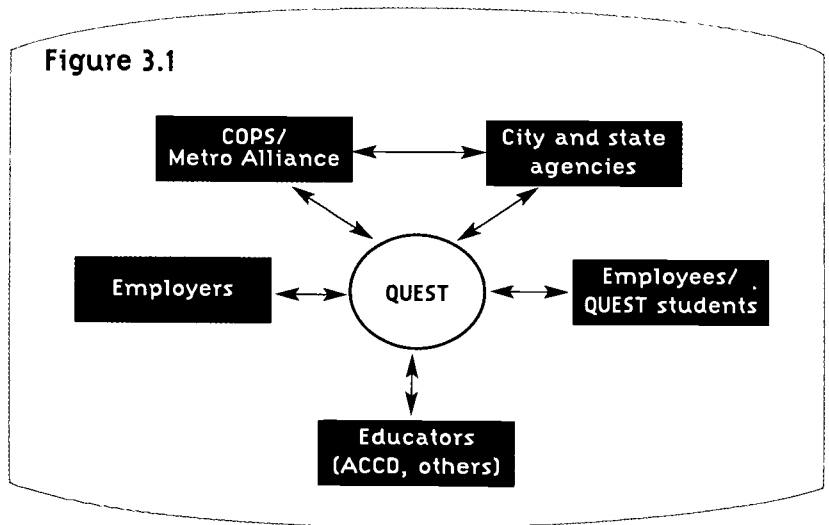 Figure 3.1
COPS/
Metro Alliance
City and state
agencies
Employers
QUEST
Employees/
QUEST students
Educators
(ACCD, others)